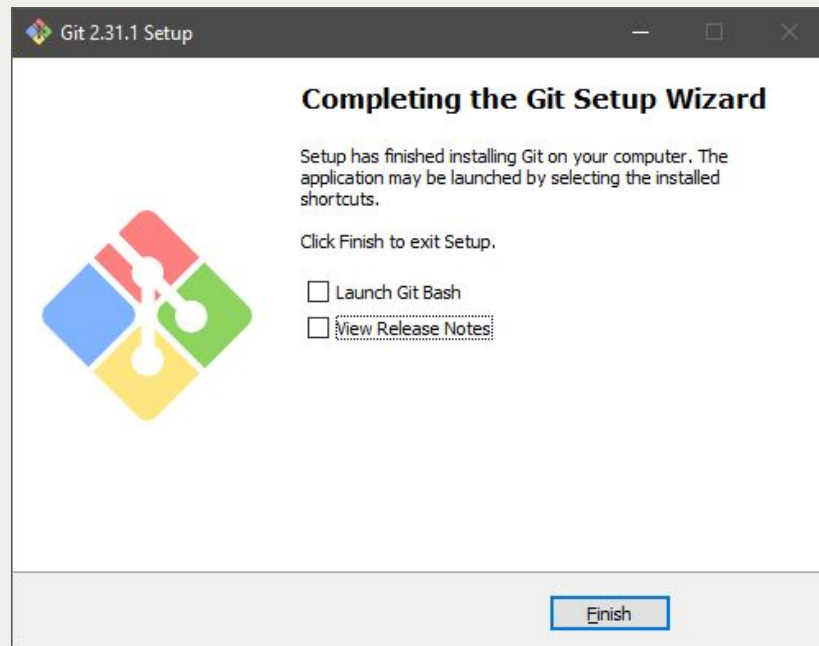 Git 2.31.1 Setup
Completing the Git Setup Wizard
Setup has finished installing Git on your computer. The
application may be launched by selecting the installed
shortcuts.
Click Finish to exit Setup.
Launch Git Bash
View Release Notes
Finish